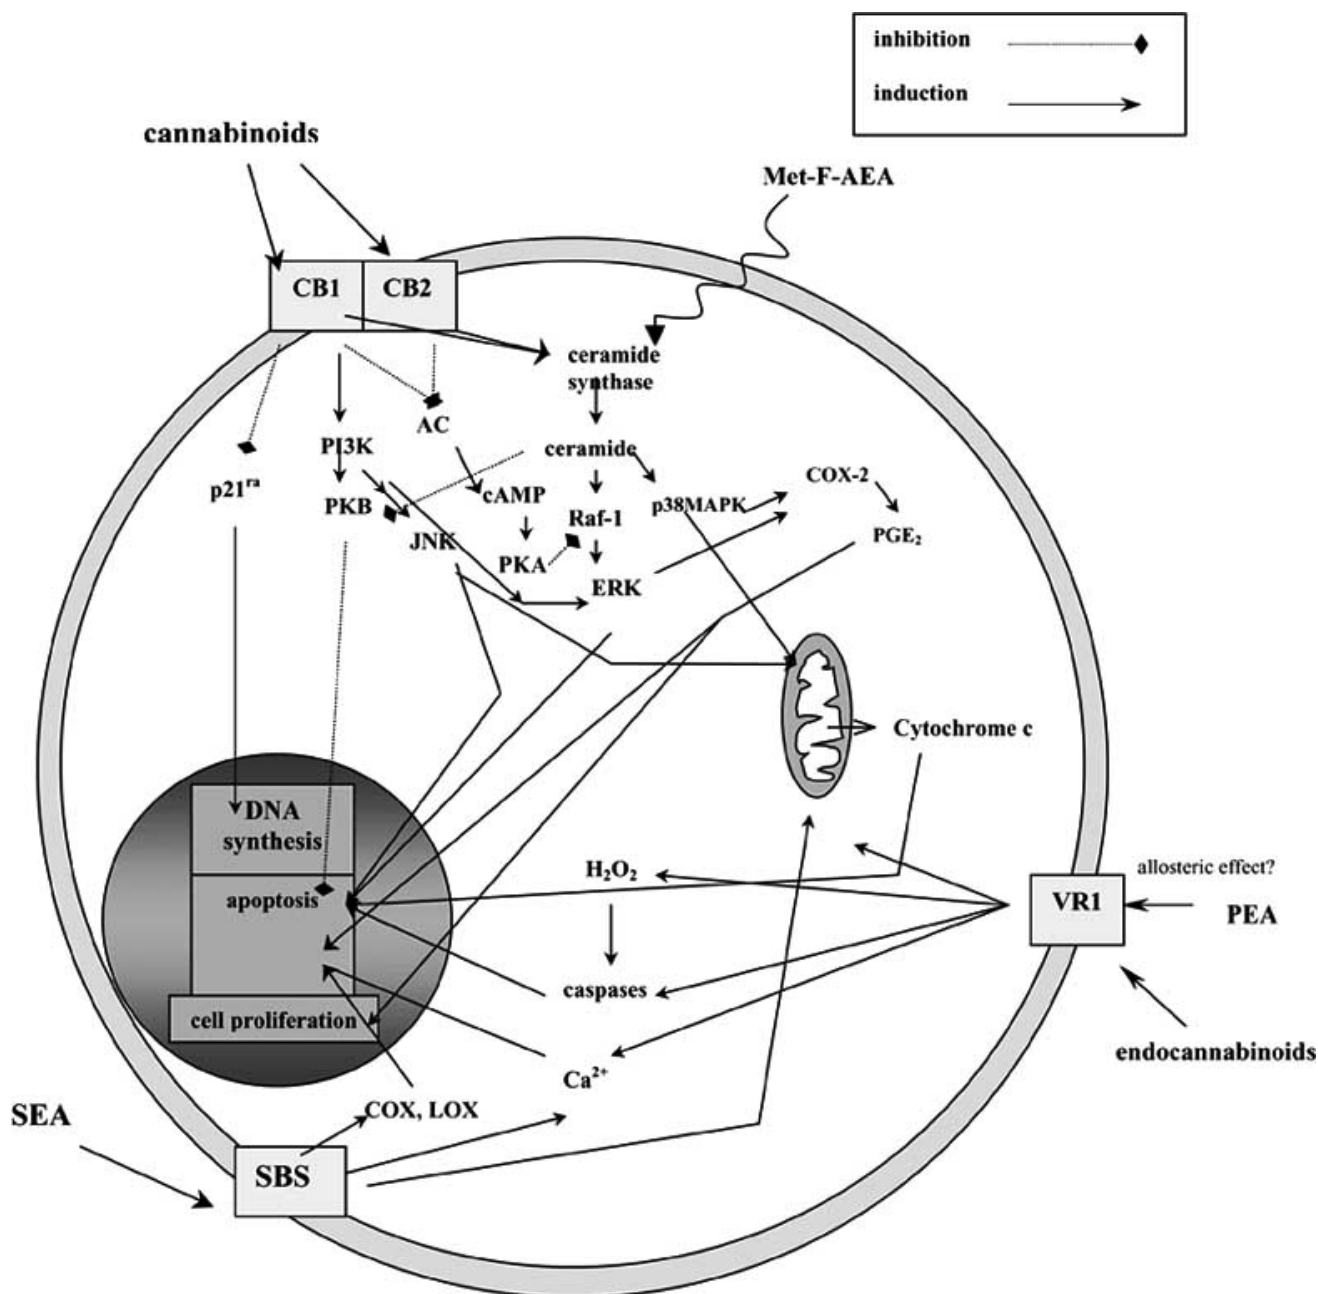 inhibition
induction
cannabinoids
Met-F-AEA
CB1
CB2
ceramide
synthase
AC
PI3K
ceramide
COX-2
p21ra
cAMP
p38MAPK
PKB
Raf-1
JNK
PGE2
PKA
ERK
Cytochrome c
DNA
synthesis
H2O2
allosteric effect?
apoptosis
VR1
PEA
caspases
cell proliferation
endocannabinoids
Ca2+
SEA
COX, LOX
SBS